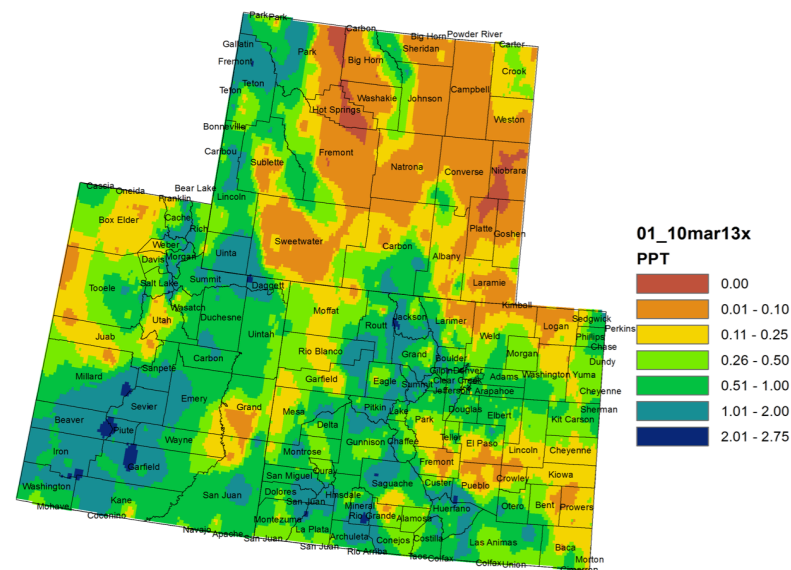 Park Park
Carbon
Big Horn Powder River
Carter
Gallatin
Park
Sheridan
Fremont
Big Horn
Crook
Teton
Teton
Campbell
Washakie
Johnson
Hot Springs
Weston
Bonneville
Caribou
Fremont
Sublette
Natrona
Converse
Niobrara
Cassia Oneida
Bear Lake
Franklin
Lincoln
Box Elder
Cache
Rich
Platte Goshen
Weber
Sweetwater
Carbon
Davis Morgan
Uinta
Albany
Tooele
Salt Lake
Summit
Daggett
Laramie
Wasatch
Kimball
Utah
Duchesne
Moffat
Jackson
Larimer
Logan
Sedgwick
Routt
Weld
Perkins
Juab
Uintah
Phillips
Carbon
Rio Blanco
Grand
Boulder
Morgan
Chase
Sanpete
Dundy
Millard
Garfield
Eagle
Summit
Gilpin Denver
Clear Creek
Adams
Washington Yuma
Jefferson
Arapahoe
Cheyenne
Emery
Sevier
Grand
Mesa
Pitkin
Lake
Douglas
Elbert
Sherman
Beaver
Piute
Delta
Park
Kit Carson
Wayne
Gunnison
Chaffee
Teller
El Paso
Iron
Montrose
Lincoln
Cheyenne
Garfield
Ouray
Fremont
San Miguel
Saguache
Custer
Pueblo
Crowley
Kiowa
Washington
Kane
San Juan
Dolores
San Juan
Hinsdale
Mineral
Huerfano
Otero
Bent
Prowers
Mohave
Coconino
Montezuma
Rio Grande
Alamosa
Navajo
Apache
San Juan
La Plata
Archuleta
Conejos
Costilla
Las Animas
Baca
San Juan
Rio Arriba
Taos Colfax
Colfax Union
Morton
Cimarron
01_10mar13x
PPT
0.00
0.01 - 0.10
0.11 - 0.25
0.26 - 0.50
0.51 - 1.00
1.01 - 2.00
2.01 - 2.75